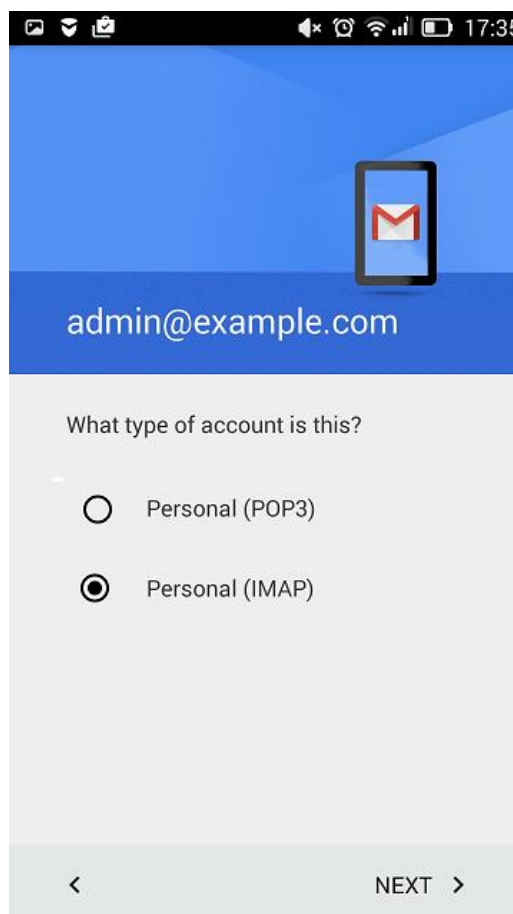 17:35
admin@example.com
What type of account is this?
Personal (POP3)
Personal (IMAP)
NEXT